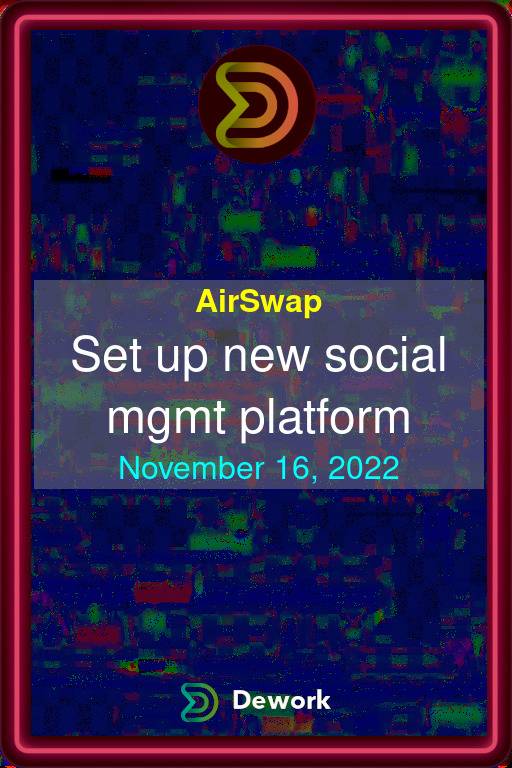 AirSwap
Set up new social
mgmt platform
November 16, 2022
Dework